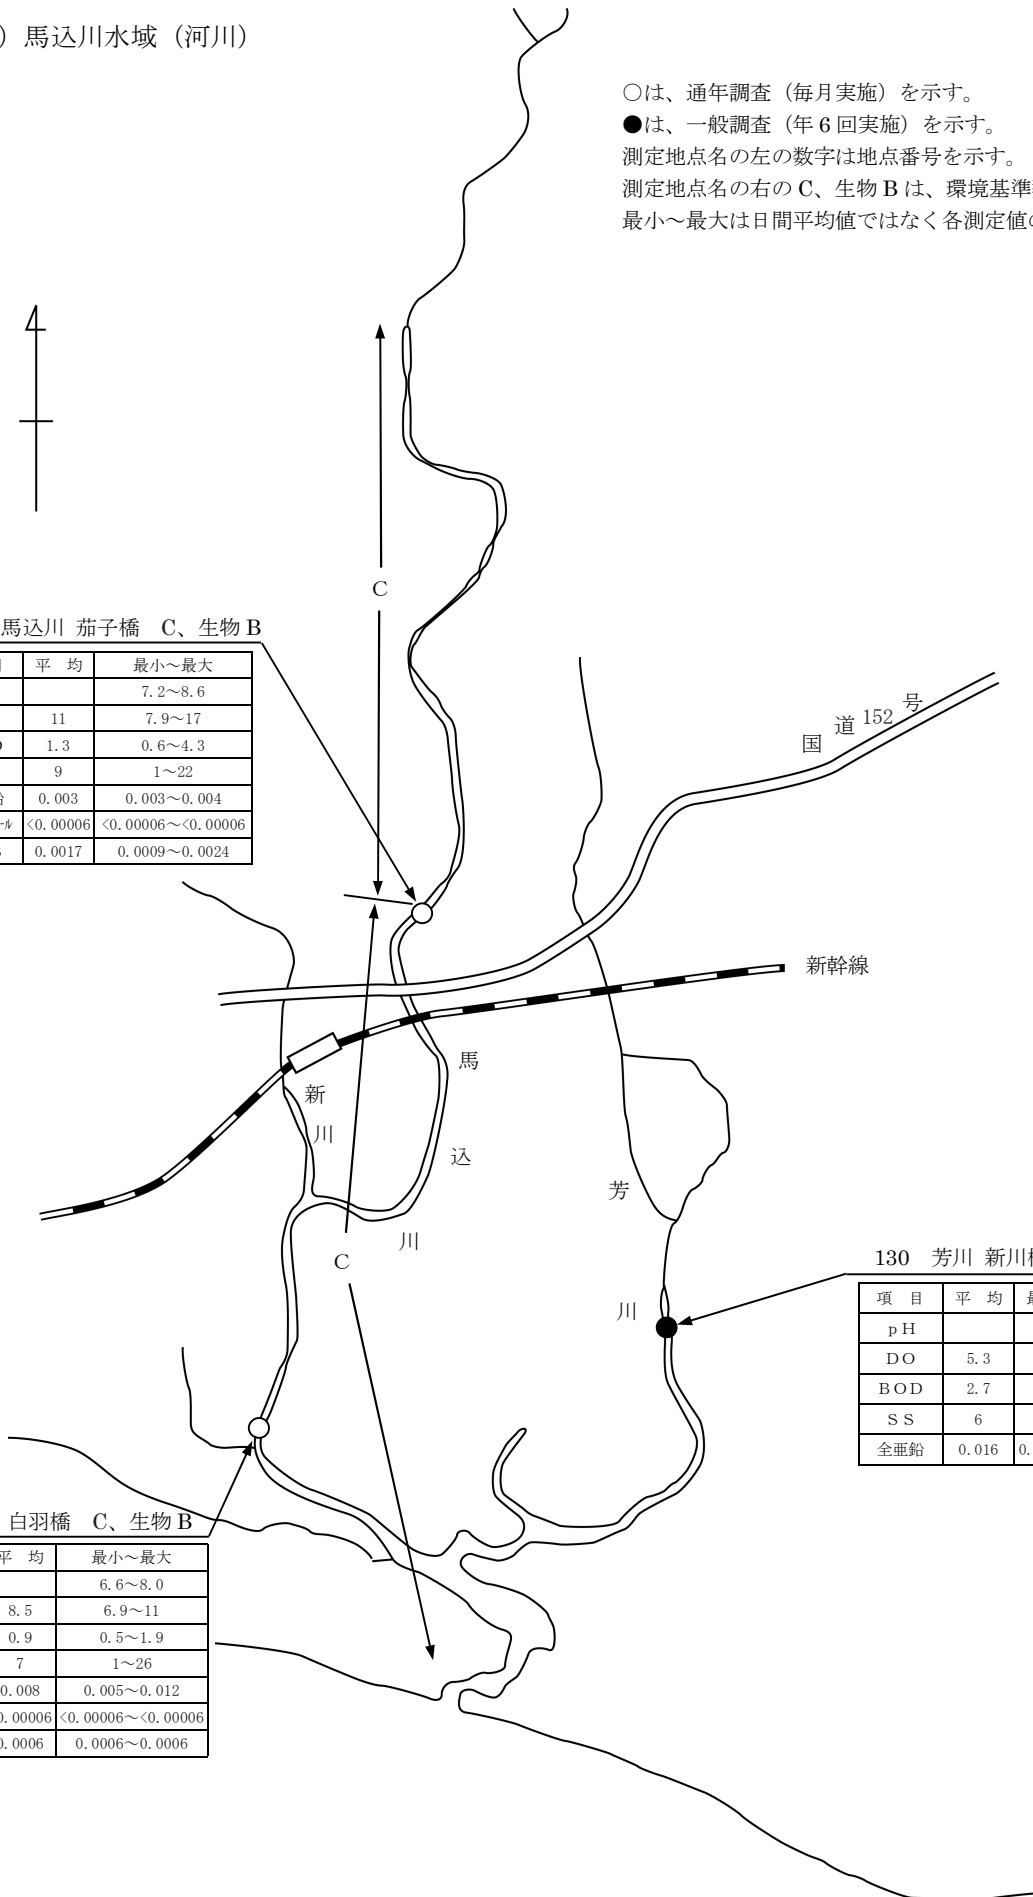 ) 馬込川水域（河川）
○は、通年調査（毎月実施）を示す。
●は、一般調査（年 6 回実施）を示す。
測定地点名の左の数字は地点番号を示す。
測定地点名の右の C、生物 B は、環境基準
最小～最大は日間平均値ではなく各測定値の
C
馬込川 茄子橋 C、生物 B
平 均 最小～最大
7.2～8.6
11 7.9～17
1.3 0.6～4.3
9 1～22
0.003 0.003～0.004
<0.00006 <0.00006～<0.00006
0.0017 0.0009～0.0024
国道 152 号
新幹線
新川
馬込川
芳川
C
130 芳川 新川
項 目 平 均
pH
DO 5.3
BOD 2.7
SS 6
全亜鉛 0.016 0.
白羽橋 C、生物 B
平 均 最小～最大
6.6～8.0
8.5 6.9～11
0.9 0.5～1.9
7 1～26
0.008 0.005～0.012
0.00006 <0.00006～<0.00006
0.0006 0.0006～0.0006